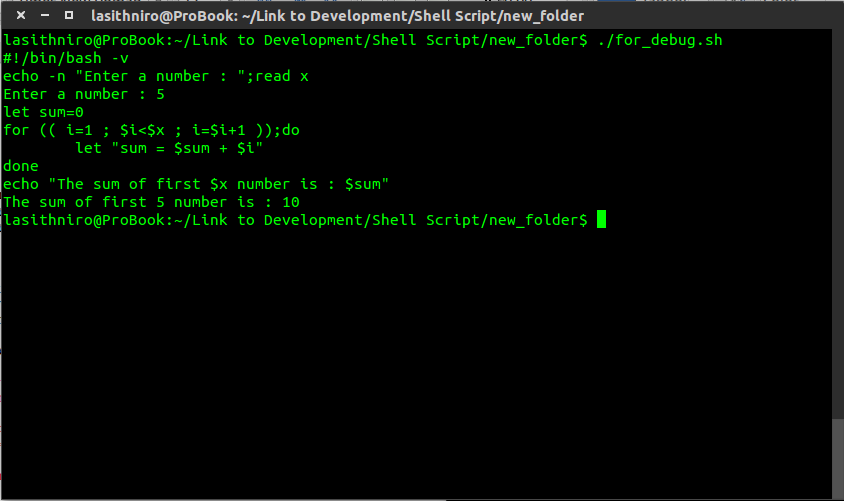 lasithniro@ProBook: ~/Link to Development/Shell Script/new_folder
lasithniro@ProBook:~/Link to Development/Shell Script/new_folder$ ./for_debug.sh
#!/bin/bash -v
echo -n "Enter a number : ";read x
Enter a number : 5
let sum=0
for (( i=1 ; $i<$x ; i=$i+1 ));do
        let "sum = $sum + $i"
done
echo "The sum of first $x number is : $sum"
The sum of first 5 number is : 10
lasithniro@ProBook:~/Link to Development/Shell Script/new_folder$